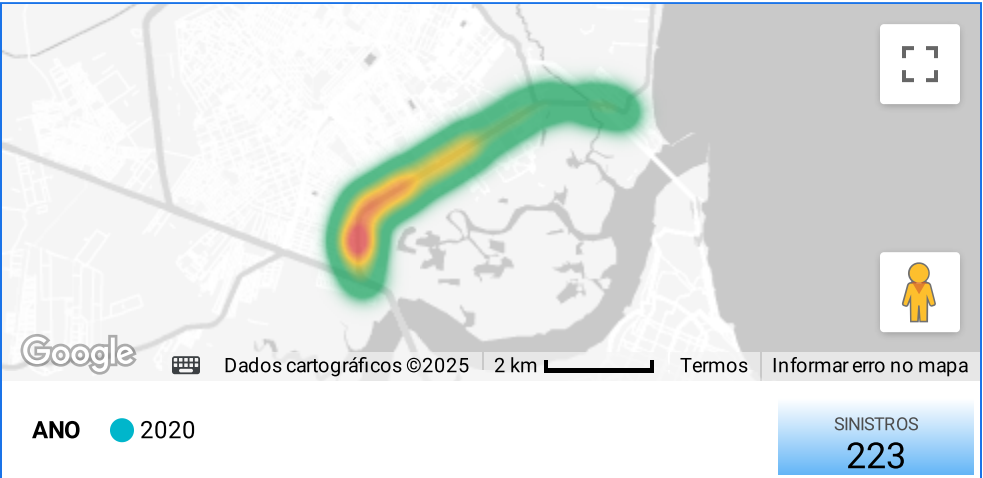 Google
Dados cartográficos ©2025
2 km
Termos
Informar erro no mapa
ANO
2020
SINISTROS
223